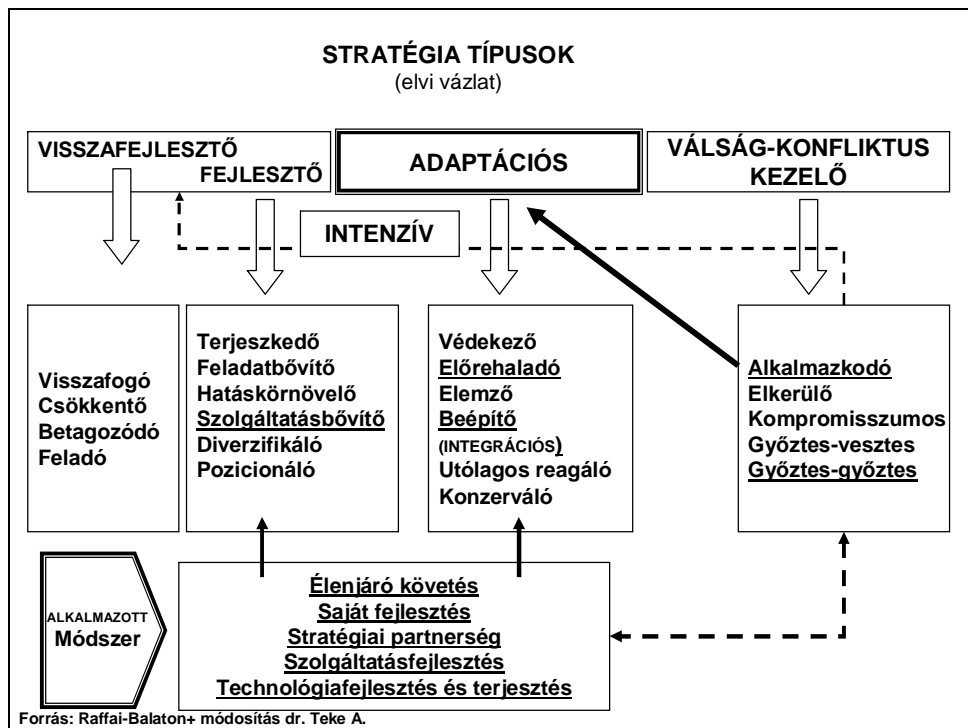 STRATÉGIA TÍPUSOK
(elvi vázlat)
VISSZAFEJLESZTŐ
FEJLESZTŐ
ADAPTÁCIÓS
VÁLSÁG-KONFLIKTUS
KEZELŐ
INTENZÍV
Visszafogó
Csökkentő
Betagozódó
Feladó
Terjeszkedő
Feladatbővítő
Hatáskörnövelő
Szolgáltatásbővítő
Diverzifikáló
Pozicionáló
Védekező
Előrehaladó
Elemző
Beépítő
(INTEGRÁCIÓS)
Utólagos reagáló
Konzerváló
Alkalmazkodó
Elkerülő
Kompromisszumos
Győztes-vesztes
Győztes-győztes
ALKALMAZOTT
Módszer
Élenjáró követés
Saját fejlesztés
Stratégiai partnerség
Szolgáltatásfejlesztés
Technológiafejlesztés és terjesztés
Forrás: Raffai-Balaton+ módosítás dr. Teke A.